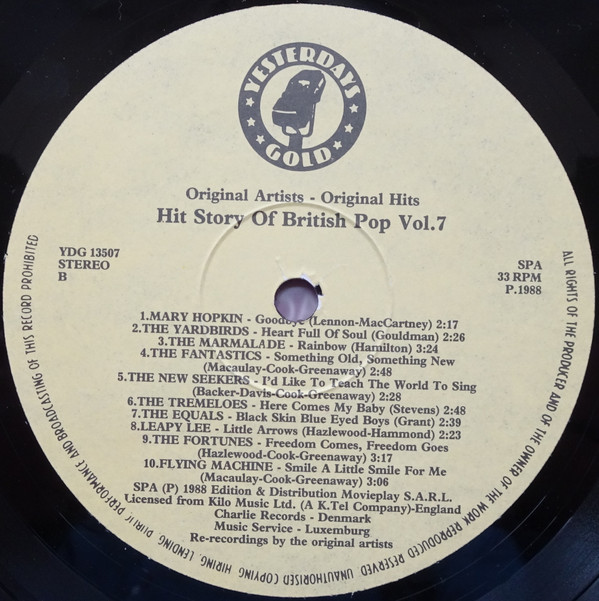 YESTERDAYS
GOLD
Original Artists - Original Hits
Hit Story Of British Pop Vol.7
YDG 13507
STEREO
B
SPA
33 RPM
P.1988
1.MARY HOPKIN - Goodbye (Lennon-MacCartney) 2:17
2.THE YARDBIRDS - Heart Full Of Soul (Gouldman) 2:26
3.THE MARMALADE - Rainbow (Hamilton) 3:24
4.THE FANTASTICS - Something Old, Something New
(Macaulay-Cook-Greenaway) 2:48
5.THE NEW SEEKERS - I'd Like To Teach The World To Sing
(Backer-Davis-Cook-Greenaway) 2:28
6.THE TREMELOES - Here Comes My Baby (Stevens) 2:48
7.THE EQUALS - Black Skin Blue Eyed Boys (Grant) 2:39
8.LEAPY LEE - Little Arrows (Hazlewood-Hammond) 2:23
9.THE FORTUNES - Freedom Comes, Freedom Goes
(Hazlewood-Cook-Greenaway) 3:17
10.FLYING MACHINE - Smile A Little Smile For Me
(Macaulay-Cook-Greenaway) 3:06
SPA (P) 1988 Edition & Distribution Movieplay S.A.R.L.
Licensed from Kilo Music Ltd. (A K.Tel Company)-England
Charlie Records - Denmark
Music Service - Luxemburg
Re-recordings by the original artists
ALL RIGHTS OF THE PRODUCER AND OF THE OWNER OF THE WORK REPRODUCED RESERVED. UNAUTHORISED COPYING, HIRING, LENDING, PUBLIC PERFORMANCE AND BROADCASTING OF THIS RECORD PROHIBITED